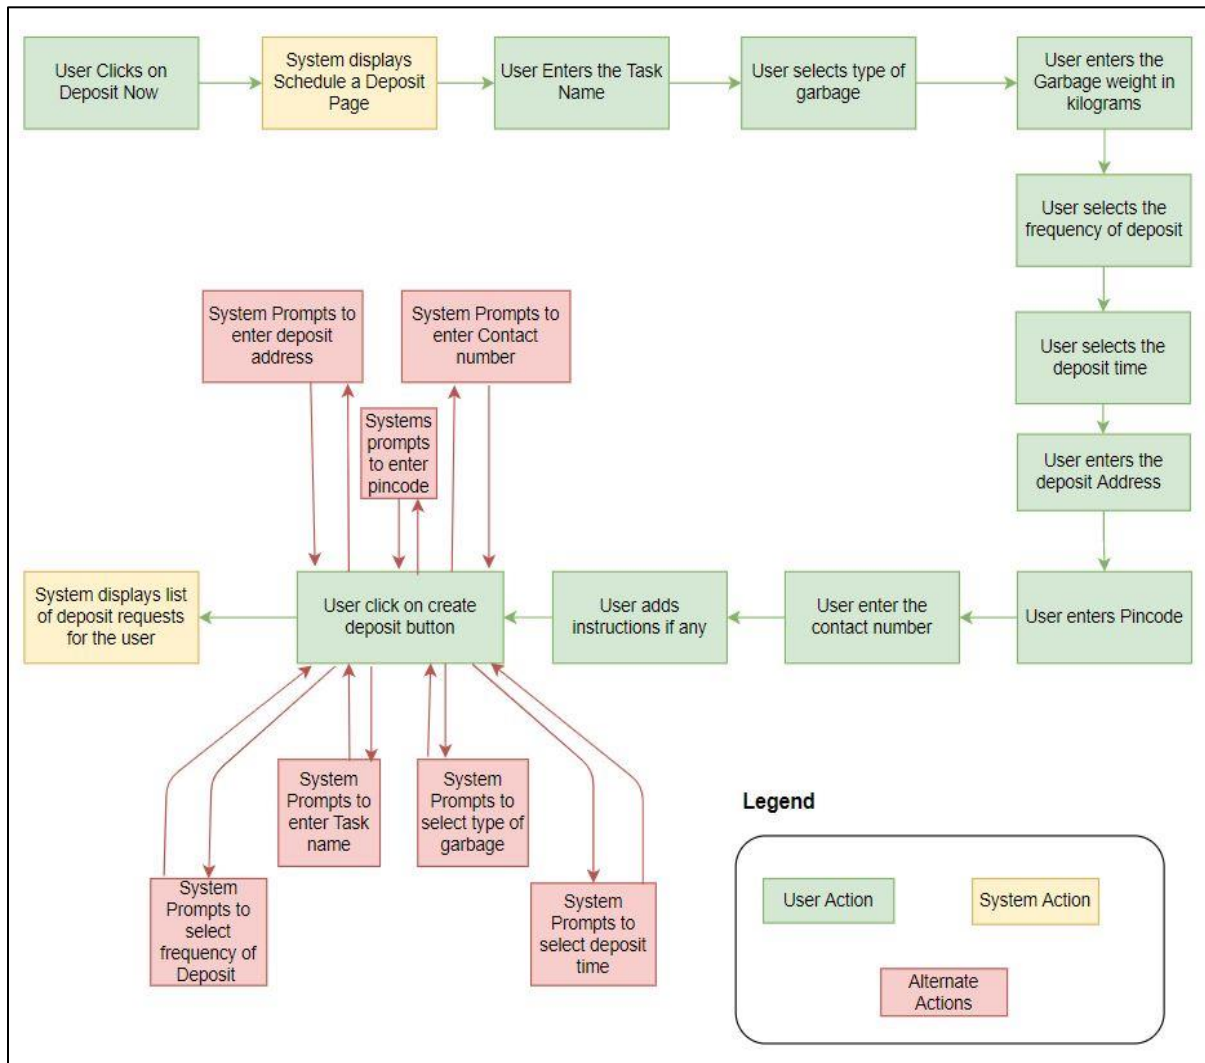 User Clicks on
Deposit Now
System displays
Schedule a Deposit
Page
User Enters the Task
Name
User selects type of
garbage
User enters the
Garbage weight in
kilograms
User selects the
frequency of deposit
User selects the
deposit time
User enters the
deposit Address
User enters Pincode
User enter the
contact number
User adds
instructions if any
User click on create
deposit button
System displays list
of deposit requests
for the user
System Prompts to
enter deposit
address
System Prompts to
enter Contact
number
Systems
prompts
to enter
pincode
System
Prompts to
enter Task
name
System
Prompts to
select type of
garbage
System
Prompts to
select
frequency of
Deposit
System
Prompts to
select deposit
time
Legend
User Action
System Action
Alternate
Actions